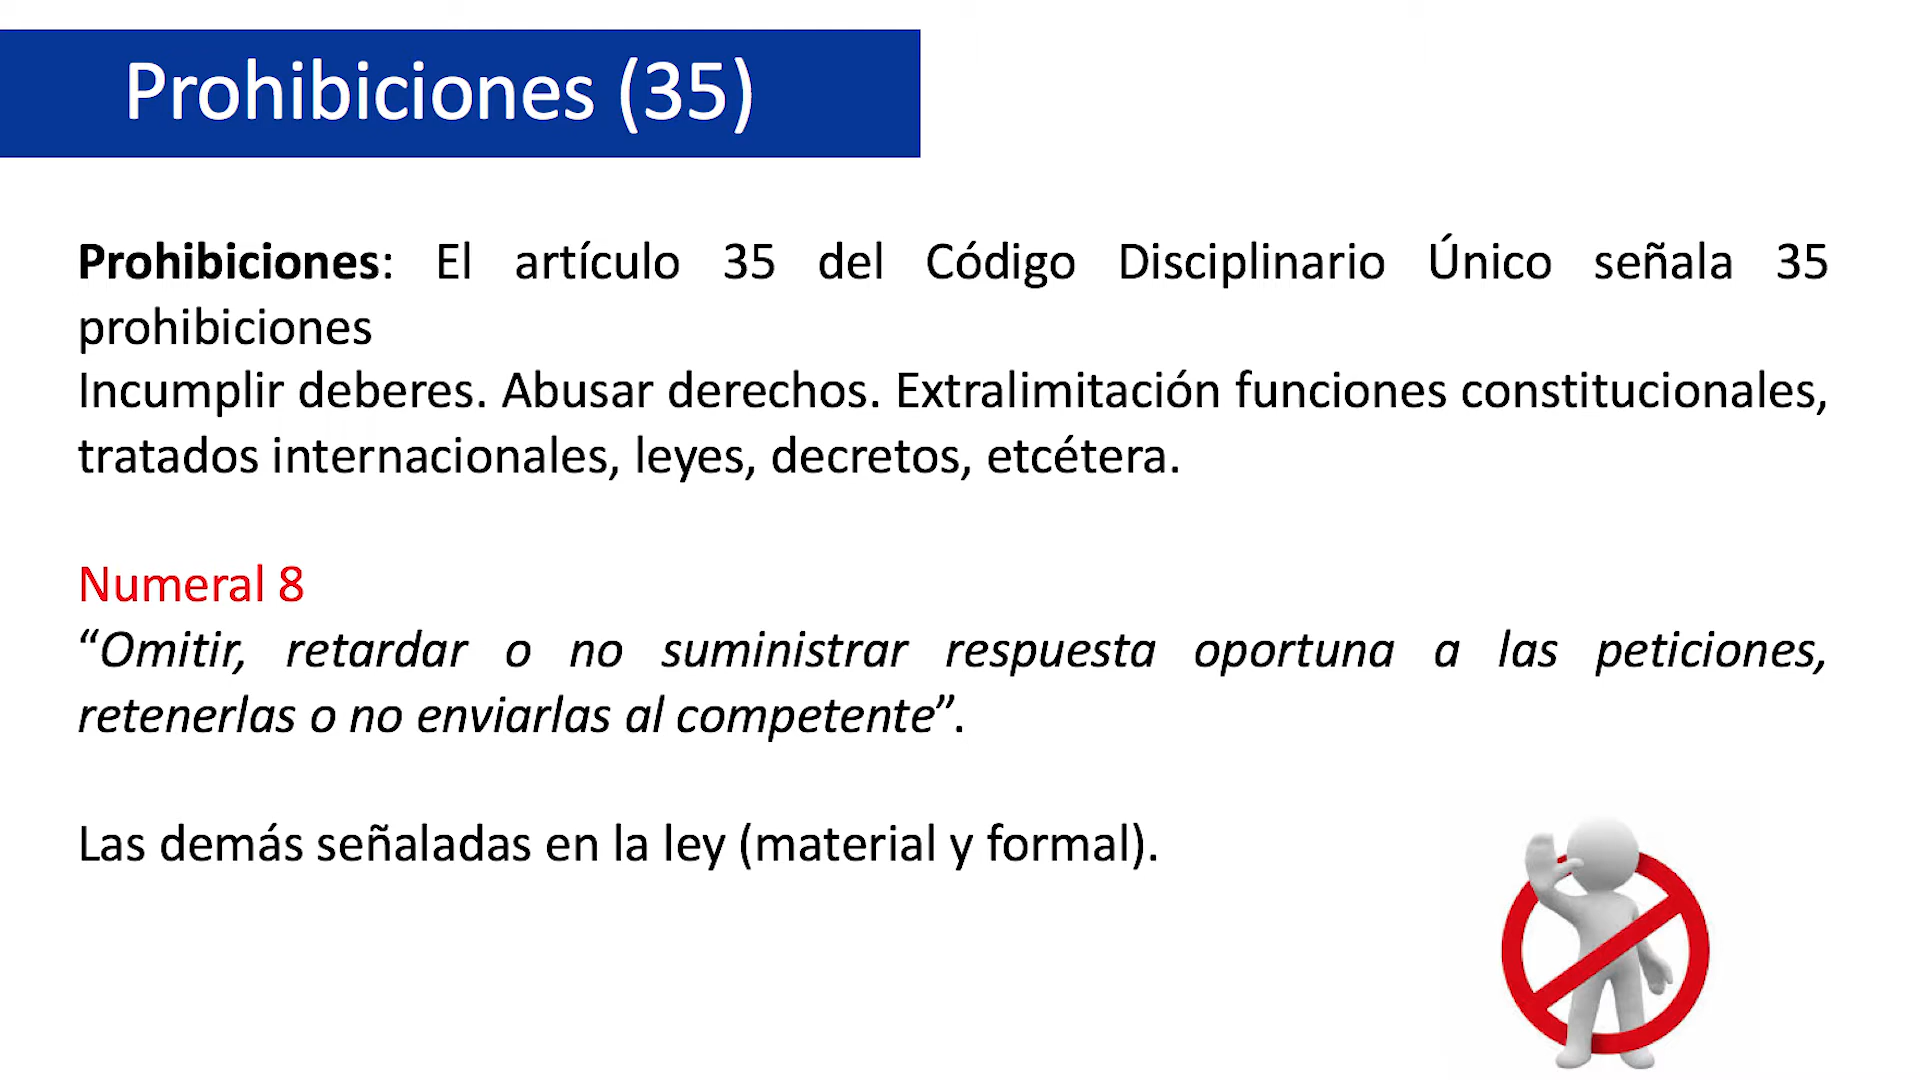 Prohibiciones (35)
Prohibiciones: El artículo 35 del Código Disciplinario Único señala 35
prohibiciones
Incumplir deberes. Abusar derechos. Extralimitación funciones constitucionales,
tratados internacionales, leyes, decretos, etcétera.
Numeral 8
“Omitir, retardar o no suministrar respuesta oportuna a las peticiones,
retenerlas o no enviarlas al competente”.
Las demás señaladas en la ley (material y formal).